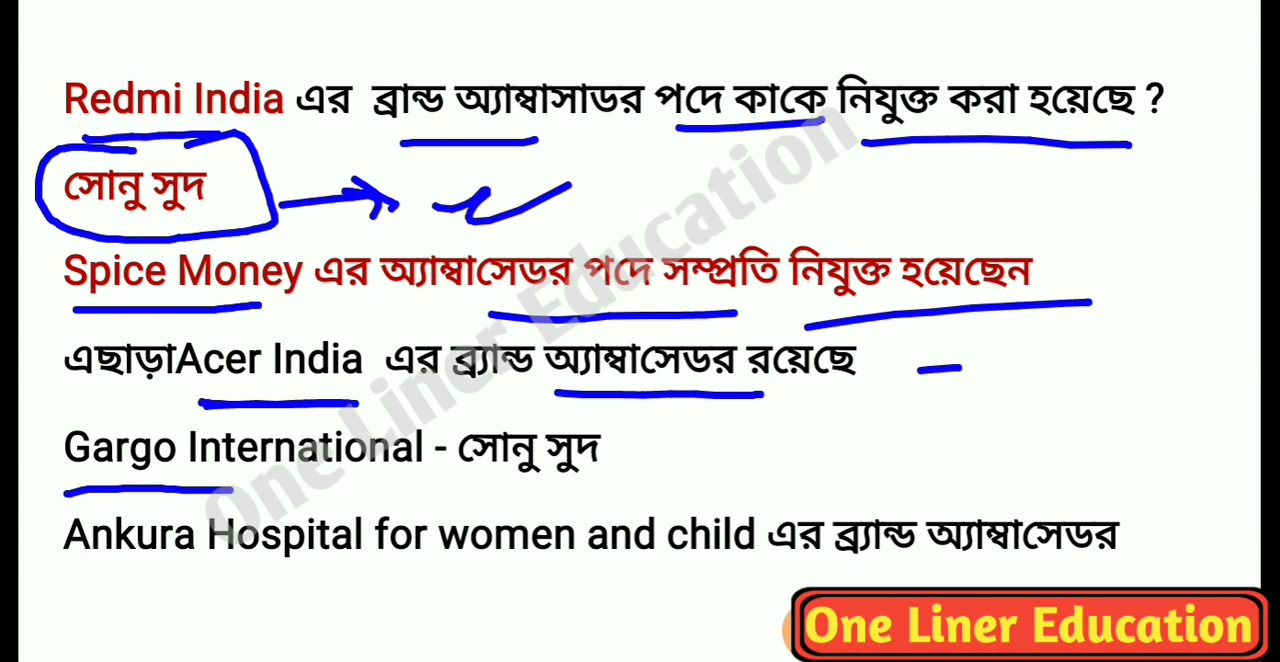 Redmi India এর ব্রান্ড অ্যাম্বাসাডর পদে কাকে নিযুক্ত করা হয়েছে ?
সোনু সুদ
Spice Money এর অ্যাম্বাসেডর পদে সম্প্রতি নিযুক্ত হয়েছেন
এছাড়াAcer India এর ব্র্যান্ড অ্যাম্বাসেডর রয়েছে
Gargo International - সোনু সুদ
Ankura Hospital for women and child এর ব্র্যান্ড অ্যাম্বাসেডর
One Liner Education
One Liner Education